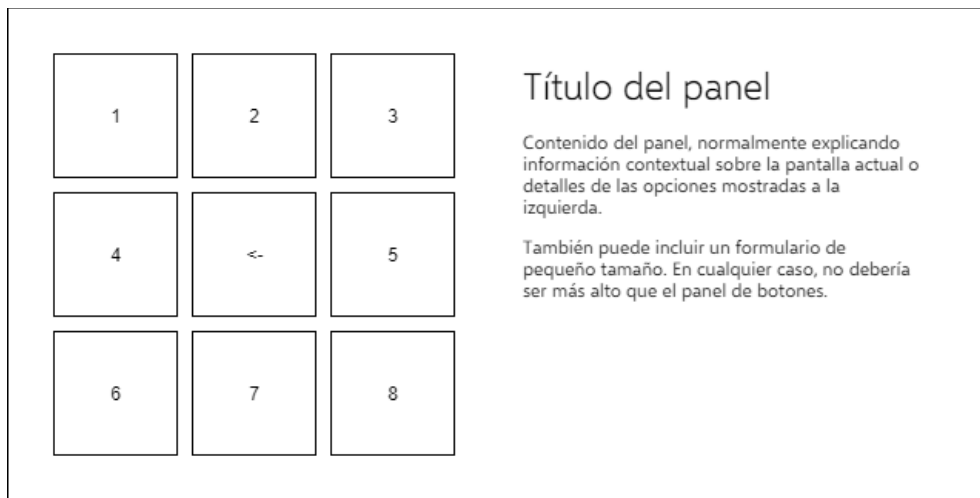 1 2 3
4 <- 5
6 7 8
Título del panel
Contenido del panel, normalmente explicando
información contextual sobre la pantalla actual o
detalles de las opciones mostradas a la
izquierda.
También puede incluir un formulario de
pequeño tamaño. En cualquier caso, no debería
ser más alto que el panel de botones.